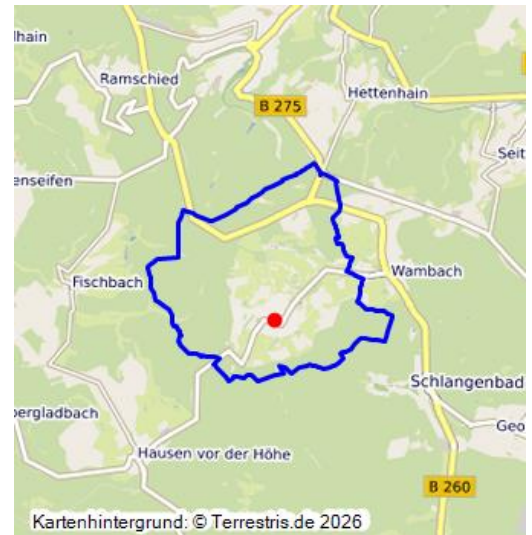 lhain
Ramschied
B 275
Hettenhain
Seit
enseifen
Fischbach
Wambach
Schlangenbad
ergladbach
Geo
Hausen vor der Höhe
B 260
Kartenhintergrund: © Terrestris.de 2026